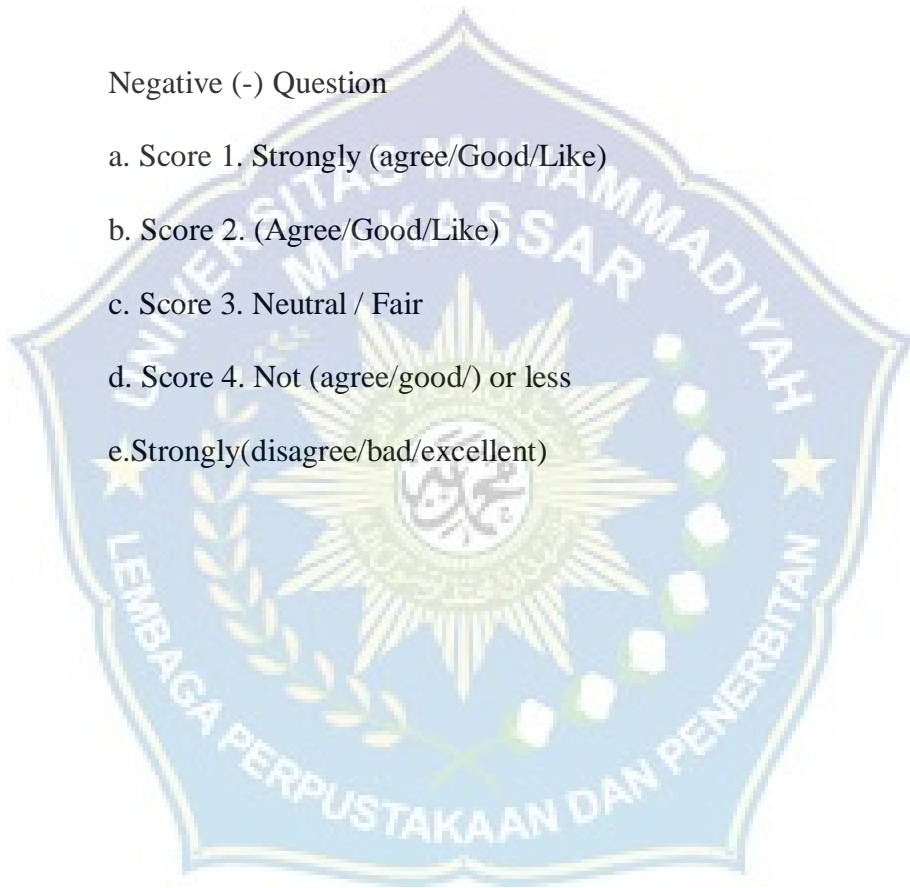 Negative (-) Question
a. Score 1. Strongly (agree/Good/Like)
b. Score 2. (Agree/Good/Like)
c. Score 3. Neutral / Fair
d. Score 4. Not (agree/good/) or less
e.Strongly(disagree/bad/excellent)
UNIVERSITAS MUHAMMADIYAH
MAKASSAR
LEMBAGA PERPUSTAKAAN DAN PENERBITAN